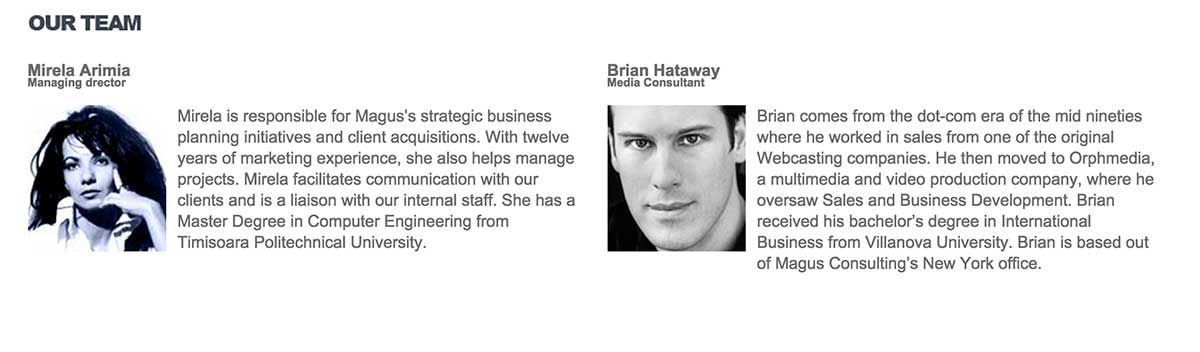 OUR TEAM
Mirela Arimia
Managing drector
Mirela is responsible for Magus's strategic business
planning initiatives and client acquisitions. With twelve
years of marketing experience, she also helps manage
projects. Mirela facilitates communication with our
clients and is a liaison with our internal staff. She has a
Master Degree in Computer Engineering from
Timisoara Politechnical University.
Brian Hataway
Media Consultant
Brian comes from the dot-com era of the mid nineties
where he worked in sales from one of the original
Webcasting companies. He then moved to Orphmedia,
a multimedia and video production company, where he
oversaw Sales and Business Development. Brian
received his bachelor's degree in International
Business from Villanova University. Brian is based out
of Magus Consulting's New York office.